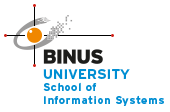 BINUS
UNIVERSITY
School of
Information Systems